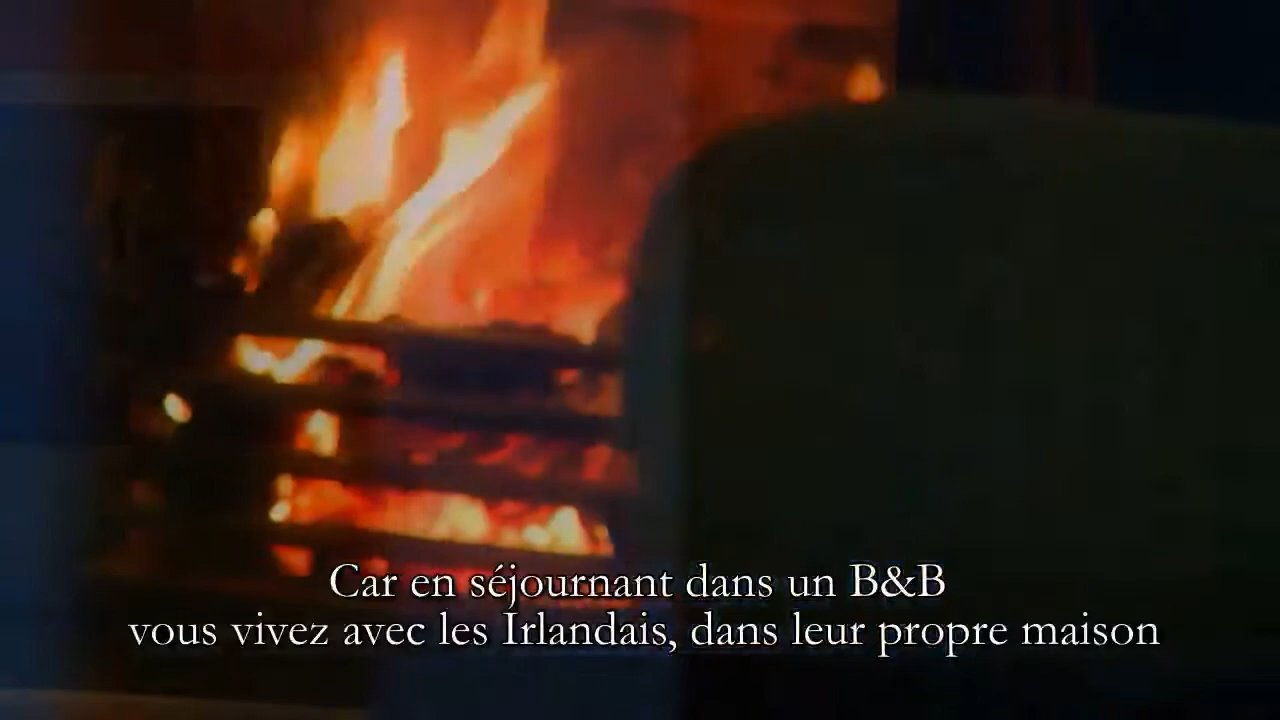 Car en séjournant dans un B&B
vous vivez avec les Irlandais, dans leur propre maison